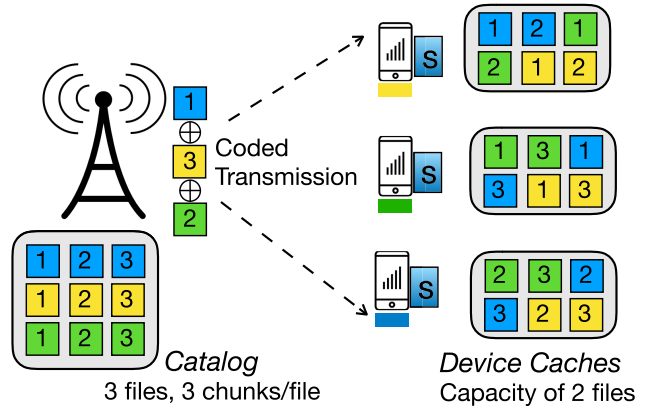 1
3
2
Coded
Transmission
1 2 3
1 2 3
1 2 3
Catalog
3 files, 3 chunks/file
S
1 2 1
2 1 2
S
1 3 1
3 1 3
S
2 3 2
3 2 3
Device Caches
Capacity of 2 files